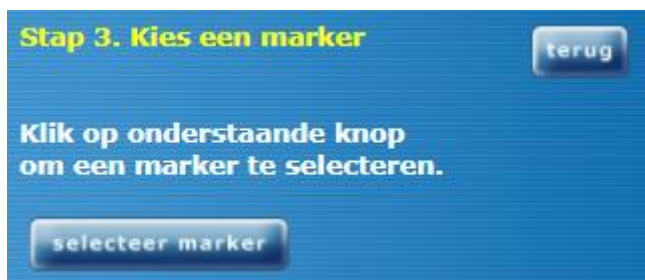 Stap 3. Kies een marker
terug
Klik op onderstaande knop
om een marker te selecteren.
selecteer marker